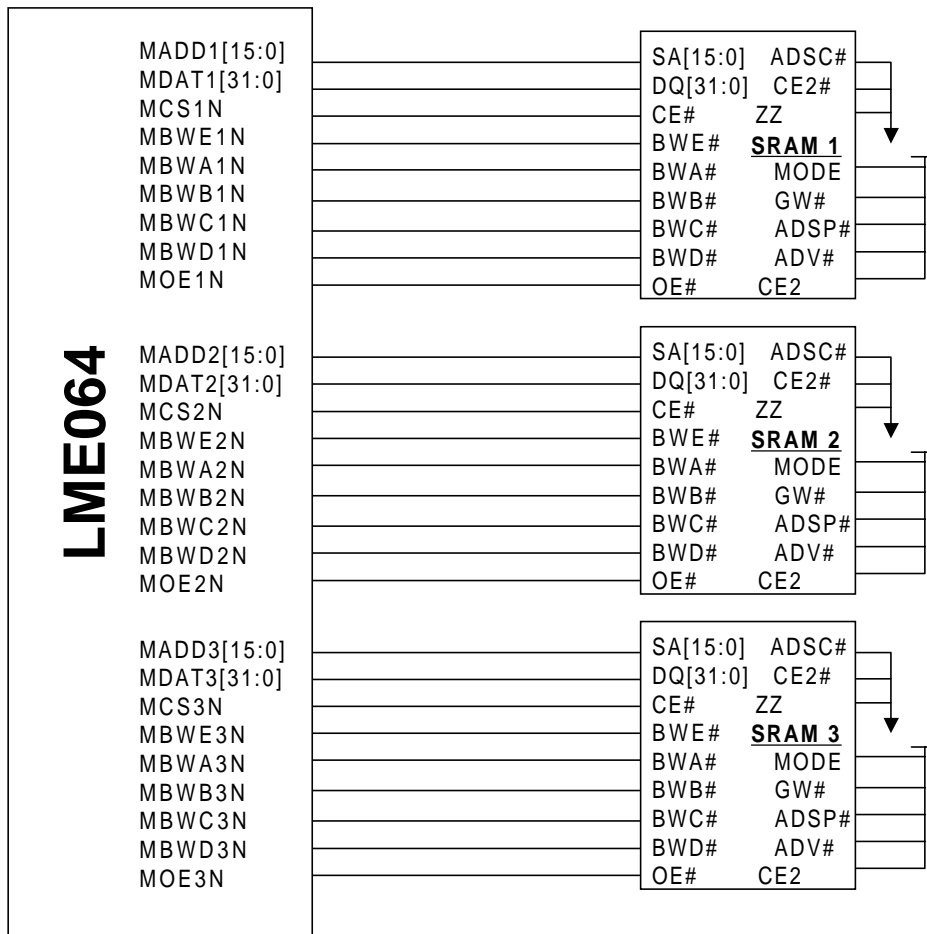 LME064
MADD1[15:0]
MDAT1[31:0]
MCS1N
MBWE1N
MBWA1N
MBWB1N
MBWC1N
MBWD1N
MOE1N
SA[15:0] ADSC#
DQ[31:0] CE2#
CE# ZZ
BWE# SRAM 1
BWA# MODE
BWB# GW#
BWC# ADSP#
BWD# ADV#
OE# CE2
MADD2[15:0]
MDAT2[31:0]
MCS2N
MBWE2N
MBWA2N
MBWB2N
MBWC2N
MBWD2N
MOE2N
SA[15:0] ADSC#
DQ[31:0] CE2#
CE# ZZ
BWE# SRAM 2
BWA# MODE
BWB# GW#
BWC# ADSP#
BWD# ADV#
OE# CE2
MADD3[15:0]
MDAT3[31:0]
MCS3N
MBWE3N
MBWA3N
MBWB3N
MBWC3N
MBWD3N
MOE3N
SA[15:0] ADSC#
DQ[31:0] CE2#
CE# ZZ
BWE# SRAM 3
BWA# MODE
BWB# GW#
BWC# ADSP#
BWD# ADV#
OE# CE2